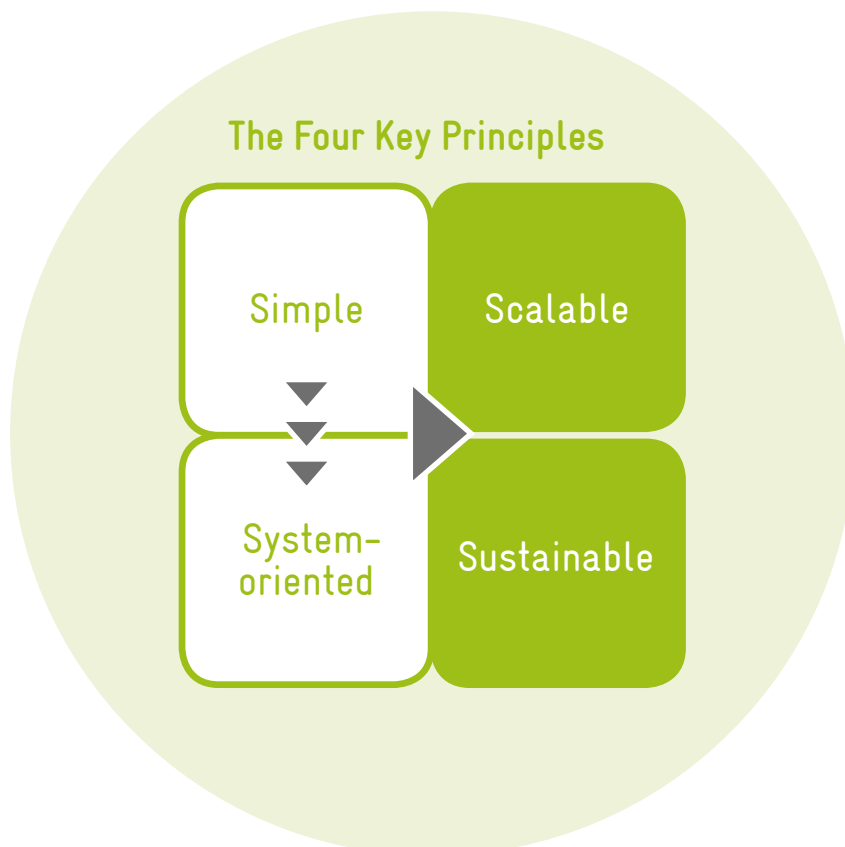 The Four Key Principles
Simple
Scalable
System-
oriented
Sustainable